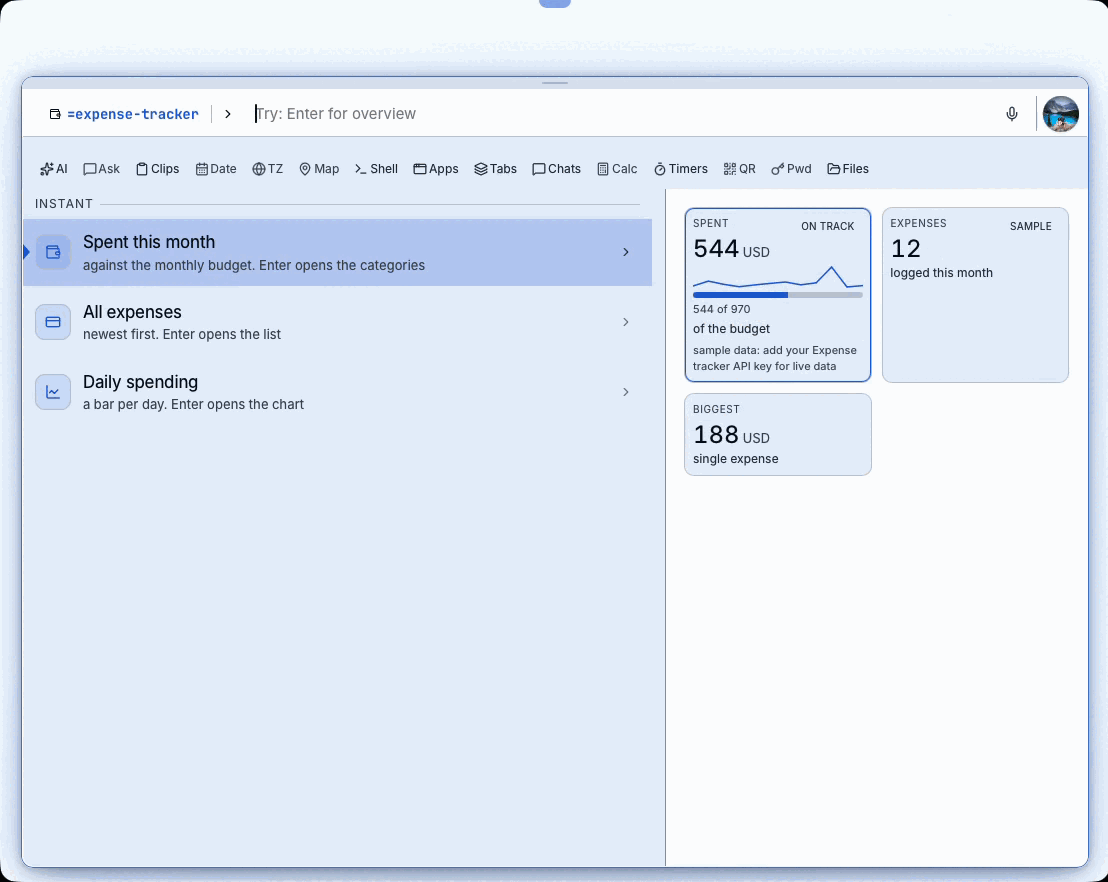 =expense-tracker
Try: Enter for overview
AI Ask Clips Date TZ Map Shell Apps Tabs Chats Calc Timers QR Pwd Files
INSTANT
Spent this month
against the monthly budget. Enter opens the categories
All expenses
newest first. Enter opens the list
Daily spending
a bar per day. Enter opens the chart
SPENT ON TRACK
544 USD
544 of 970
of the budget
sample data: add your Expense
tracker API key for live data
EXPENSES SAMPLE
12
logged this month
BIGGEST
188 USD
single expense